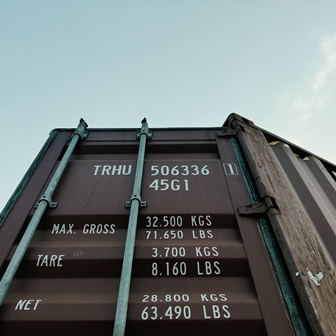 TRHU 506336 1
45G1
MAX. GROSS 32.500 KGS
71.650 LBS
TARE 3.700 KGS
8.160 LBS
NET 28.800 KGS
63.490 LBS